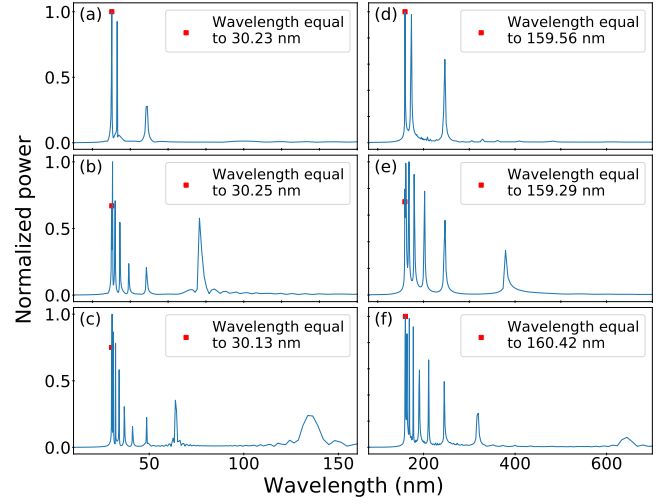 (a)
Wavelength equal
to 30.23 nm
(d)
Wavelength equal
to 159.56 nm
1.0
0.5
0.0
(b)
Wavelength equal
to 30.25 nm
(e)
Wavelength equal
to 159.29 nm
1.0
0.5
0.0
(c)
Wavelength equal
to 30.13 nm
(f)
Wavelength equal
to 160.42 nm
1.0
0.5
0.0
Normalized power
50 100 150
200 400 600
Wavelength (nm)